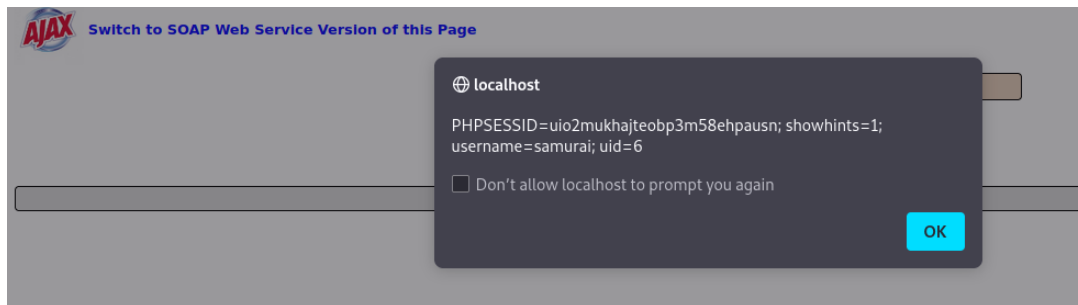 AJAX
Switch to SOAP Web Service Version of this Page
localhost
PHPSESSID=uio2mukhajteobp3m58ehpausn; showhints=1;
username=samurai; uid=6
Don’t allow localhost to prompt you again
OK